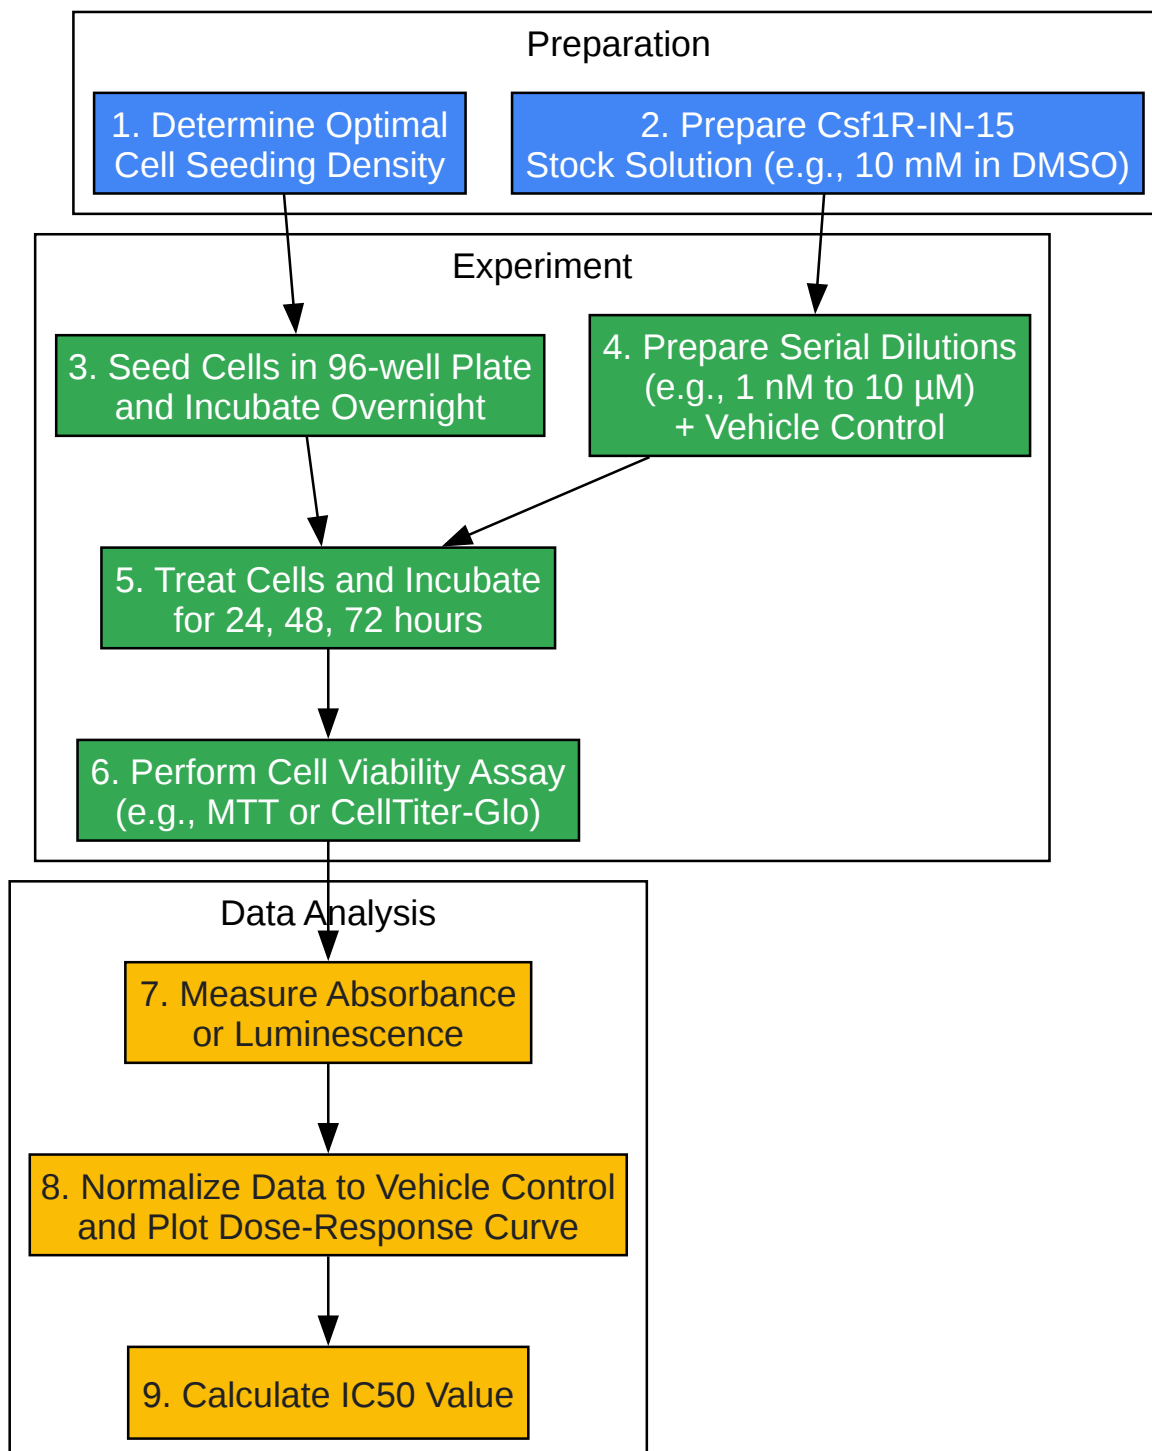 Preparation
1. Determine Optimal
Cell Seeding Density
2. Prepare Csf1R-IN-15
Stock Solution (e.g., 10 mM in DMSO)
Experiment
3. Seed Cells in 96-well Plate
and Incubate Overnight
4. Prepare Serial Dilutions
(e.g., 1 nM to 10 µM)
+ Vehicle Control
5. Treat Cells and Incubate
for 24, 48, 72 hours
6. Perform Cell Viability Assay
(e.g., MTT or CellTiter-Glo)
Data Analysis
7. Measure Absorbance
or Luminescence
8. Normalize Data to Vehicle Control
and Plot Dose-Response Curve
9. Calculate IC50 Value